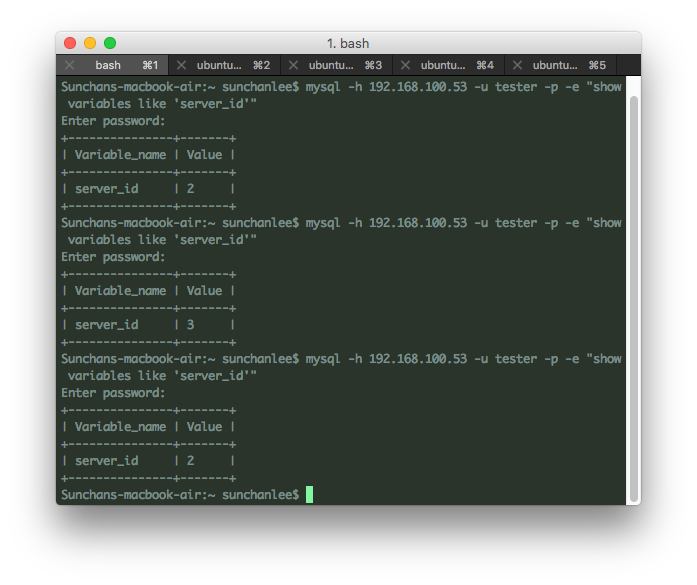 1. bash
bash ⌘1 ubuntu... ⌘2 ubuntu... ⌘3 ubuntu... ⌘4 ubuntu... ⌘5
Sunchans-macbook-air:~ sunchanlee$ mysql -h 192.168.100.53 -u tester -p -e "show
 variables like 'server_id'"
Enter password:
+---------------+-------+
| Variable_name | Value |
+---------------+-------+
| server_id     | 2     |
+---------------+-------+
Sunchans-macbook-air:~ sunchanlee$ mysql -h 192.168.100.53 -u tester -p -e "show
 variables like 'server_id'"
Enter password:
+---------------+-------+
| Variable_name | Value |
+---------------+-------+
| server_id     | 3     |
+---------------+-------+
Sunchans-macbook-air:~ sunchanlee$ mysql -h 192.168.100.53 -u tester -p -e "show
 variables like 'server_id'"
Enter password:
+---------------+-------+
| Variable_name | Value |
+---------------+-------+
| server_id     | 2     |
+---------------+-------+
Sunchans-macbook-air:~ sunchanlee$